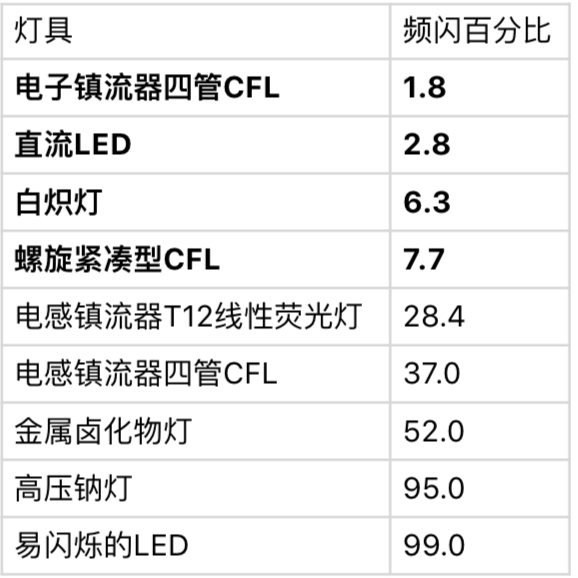 灯具 频闪百分比
电子镇流器四管CFL 1.8
直流LED 2.8
白炽灯 6.3
螺旋紧凑型CFL 7.7
电感镇流器T12线性荧光灯 28.4
电感镇流器四管CFL 37.0
金属卤化物灯 52.0
高压钠灯 95.0
易闪烁的LED 99.0